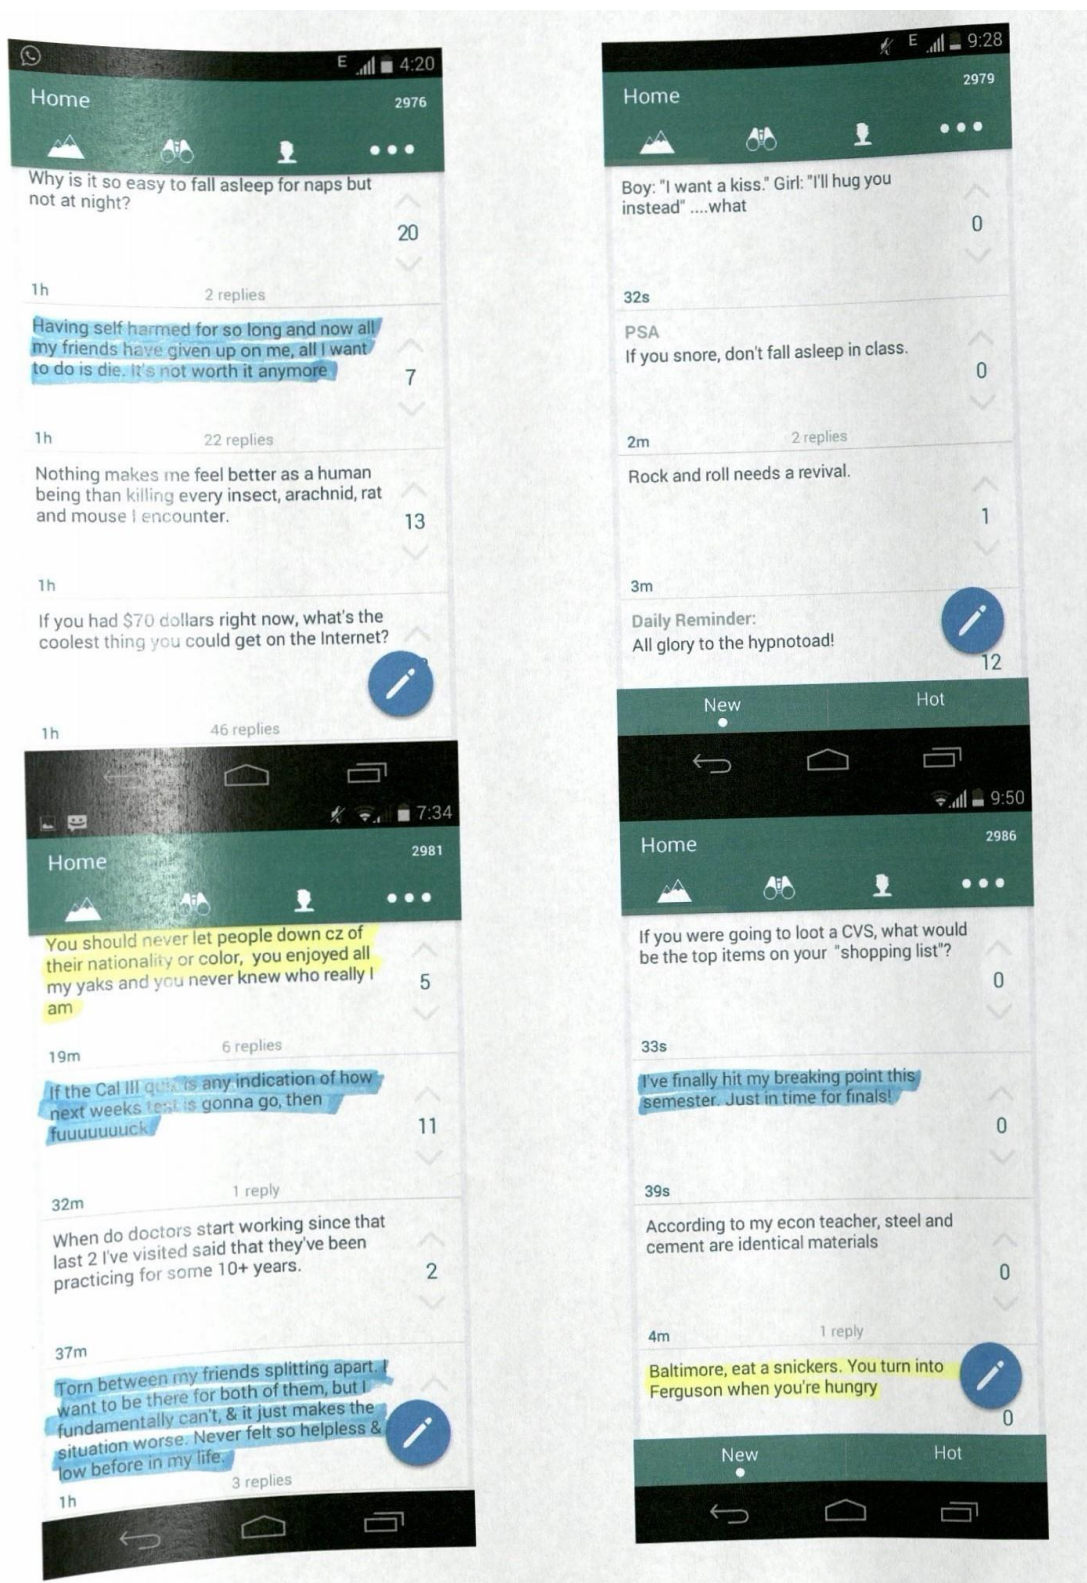 E 4:20
Home 2976
Why is it so easy to fall asleep for naps but
not at night?
20
1h 2 replies
Having self harmed for so long and now all
my friends have given up on me, all I want
to do is die. It's not worth it anymore
7
1h 22 replies
Nothing makes me feel better as a human
being than killing every insect, arachnid, rat
and mouse I encounter.
13
1h
If you had $70 dollars right now, what's the
coolest thing you could get on the Internet?
1h 46 replies
7:34
Home 2981
You should never let people down cz of
their nationality or color, you enjoyed all
my yaks and you never knew who really I
am
5
19m 6 replies
If the Cal III quiz is any indication of how
next weeks test is gonna go, then
fuuuuuuuck
11
32m 1 reply
When do doctors start working since that
last 2 I've visited said that they've been
practicing for some 10+ years.
2
37m
Torn between my friends splitting apart. I
want to be there for both of them, but I
fundamentally can't, & it just makes the
situation worse. Never felt so helpless &
low before in my life.
1h 3 replies
E 9:28
Home 2979
Boy: "I want a kiss." Girl: "I'll hug you
instead" ....what
0
32s
PSA
If you snore, don't fall asleep in class.
0
2m 2 replies
Rock and roll needs a revival.
1
3m
Daily Reminder:
All glory to the hypnotoad!
12
New Hot
9:50
Home 2986
If you were going to loot a CVS, what would
be the top items on your "shopping list"?
0
33s
I've finally hit my breaking point this
semester. Just in time for finals!
0
39s
According to my econ teacher, steel and
cement are identical materials
0
4m 1 reply
Baltimore, eat a snickers. You turn into
Ferguson when you're hungry
0
New Hot